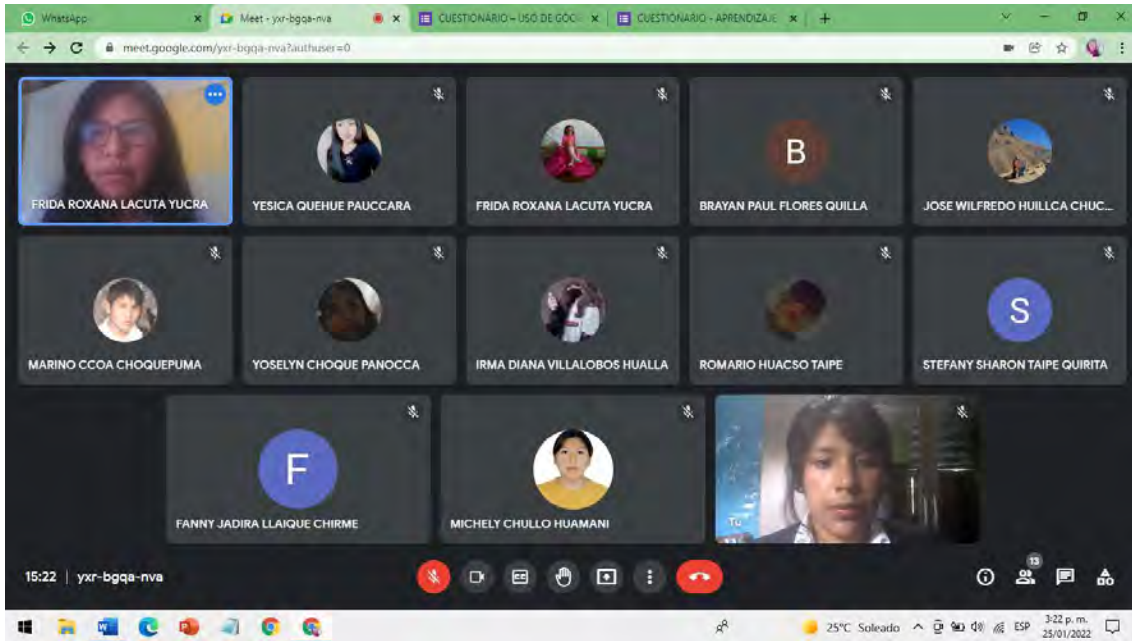 WhatsApp
Meet - yxr-bgqa-nva
CUESTIONARIO – USO DE GOO
CUESTIONARIO - APRENDIZAJE
meet.google.com/yxr-bgqa-nva?authuser=0
FRIDA ROXANA LACUTA YUCRA
YESICA QUEHUE PAUCCARA
FRIDA ROXANA LACUTA YUCRA
B
BRAYAN PAUL FLORES QUILLA
JOSE WILFREDO HUILLCA CHUC...
MARINO CCOA CHOQUEPUMA
YOSELYN CHOQUE PANOCCA
IRMA DIANA VILLALOBOS HUALLA
ROMARIO HUACSO TAIPE
S
STEFANY SHARON TAIPE QUIRITA
F
FANNY JADIRA LLAIQUE CHIRME
MICHELY CHULLO HUAMANI
Tú
15:22 | yxr-bgqa-nva
13
25°C Soleado
ESP
3:22 p. m.
25/01/2022